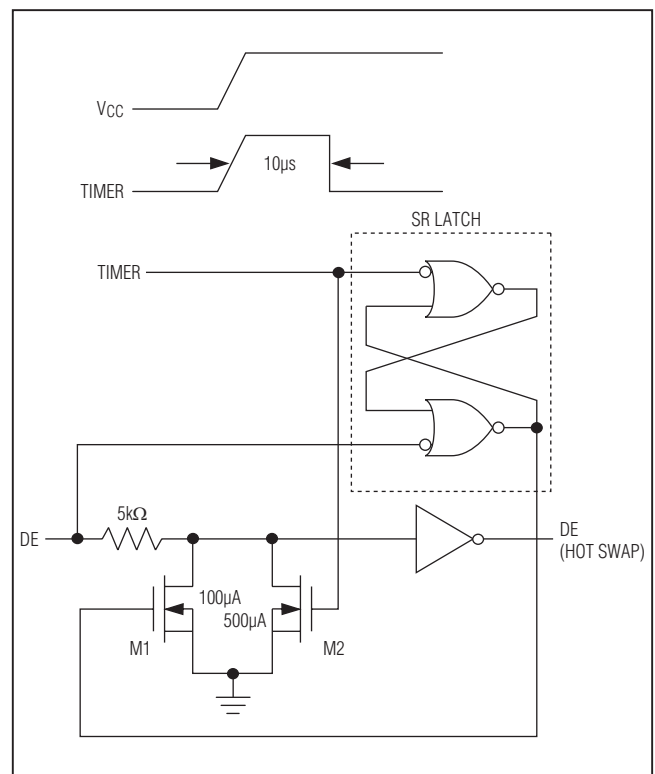 VCC
10μs
TIMER
SR LATCH
TIMER
5kΩ
DE
DE
(HOT SWAP)
100μA
500μA
M1
M2